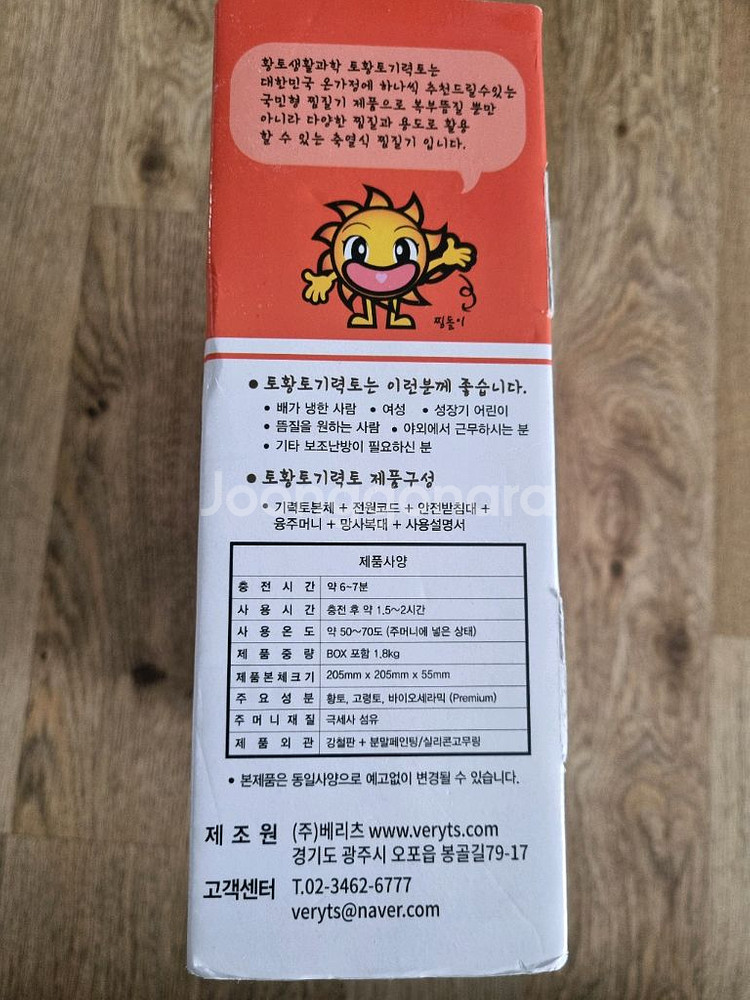 황토생활과학 토황토기력토는
대한민국 온가정에 하나씩 추천드릴수있는
국민형 찜질기 제품으로 복부뜸질 뿐만
아니라 다양한 찜질과 용도로 활용
할 수 있는 축열식 찜질기 입니다.
찜돌이
● 토황토기력토는 이런분께 좋습니다.
• 배가 냉한 사람 • 여성 • 성장기 어린이
• 뜸질을 원하는 사람 • 야외에서 근무하시는 분
• 기타 보조난방이 필요하신 분
● 토황토기력토 제품구성
Joonggonara
• 기력토본체 + 전원코드 + 안전받침대 +
융주머니 + 망사복대 + 사용설명서
제품사양
충전시간 약 6~7분
사용시간 충전 후 약 1.5~2시간
사용온도 약 50~70도 (주머니에 넣은 상태)
제품중량 BOX 포함 1.8kg
제품본체크기 205mm x 205mm x 55mm
주요성분 황토, 고령토, 바이오세라믹 (Premium)
주머니재질 극세사 섬유
제품외관 강철판 + 분말페인팅/실리콘고무링
• 본제품은 동일사양으로 예고없이 변경될 수 있습니다.
제조원 (주)베리츠 www.veryts.com
경기도 광주시 오포읍 봉골길79-17
고객센터 T.02-3462-6777
veryts@naver.com